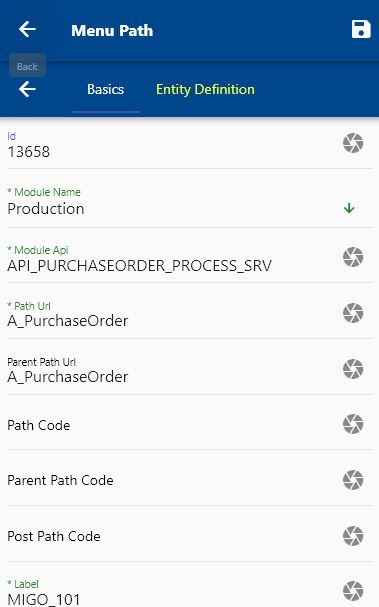 Menu Path
Back
Basics Entity Definition
Id
13658
* Module Name
Production
* Module Api
API_PURCHASEORDER_PROCESS_SRV
* Path Url
A_PurchaseOrder
Parent Path Url
A_PurchaseOrder
Path Code
Parent Path Code
Post Path Code
* Label
MIGO_101